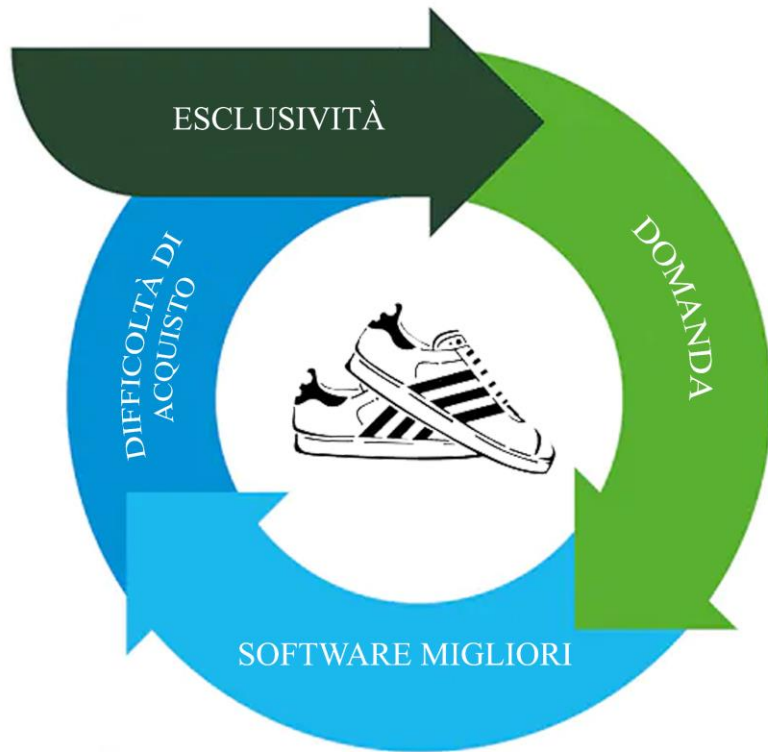 ESCLUSIVITÀ
DOMANDA
SOFTWARE MIGLIORI
DIFFICOLTÀ DI
ACQUISTO